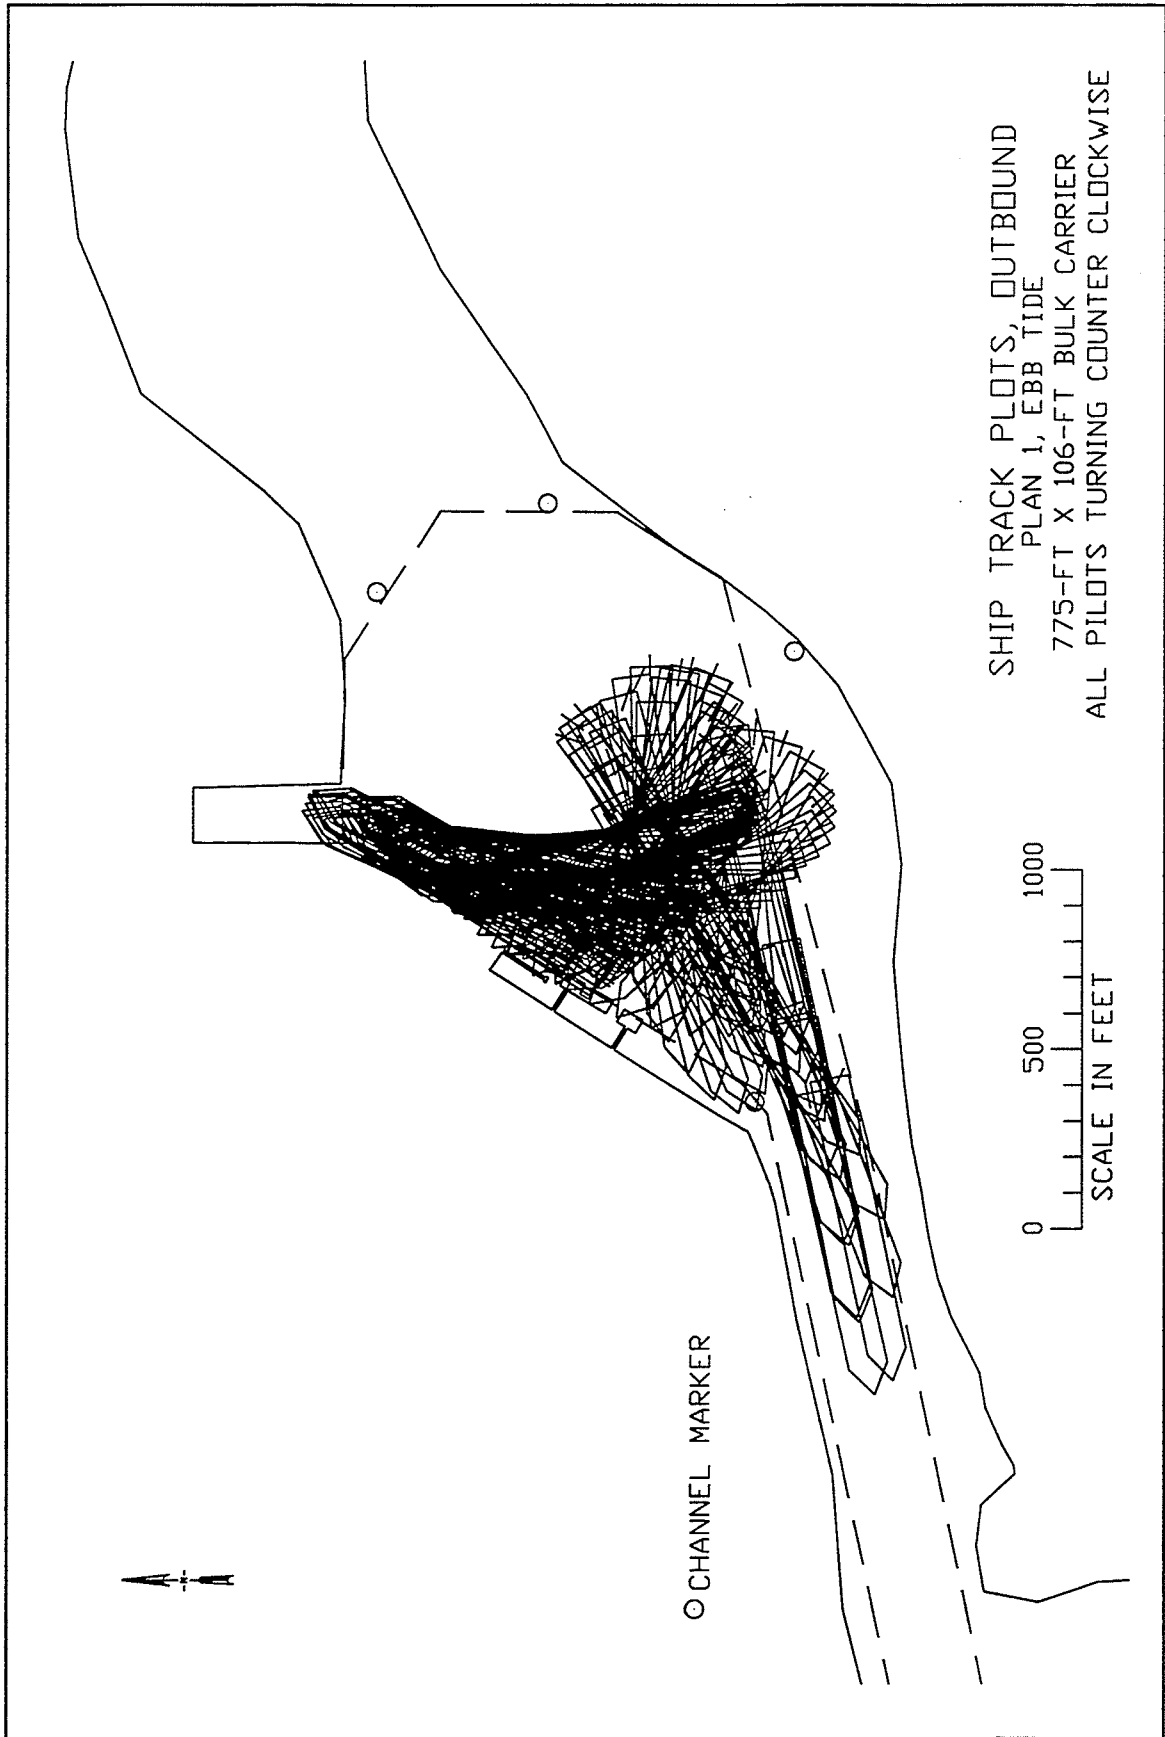 SHIP TRACK PLOTS, OUTBOUND
PLAN 1, EBB TIDE
775-FT X 106-FT BULK CARRIER
ALL PILOTS TURNING COUNTER CLOCKWISE
CHANNEL MARKER
0 500 1000
SCALE IN FEET